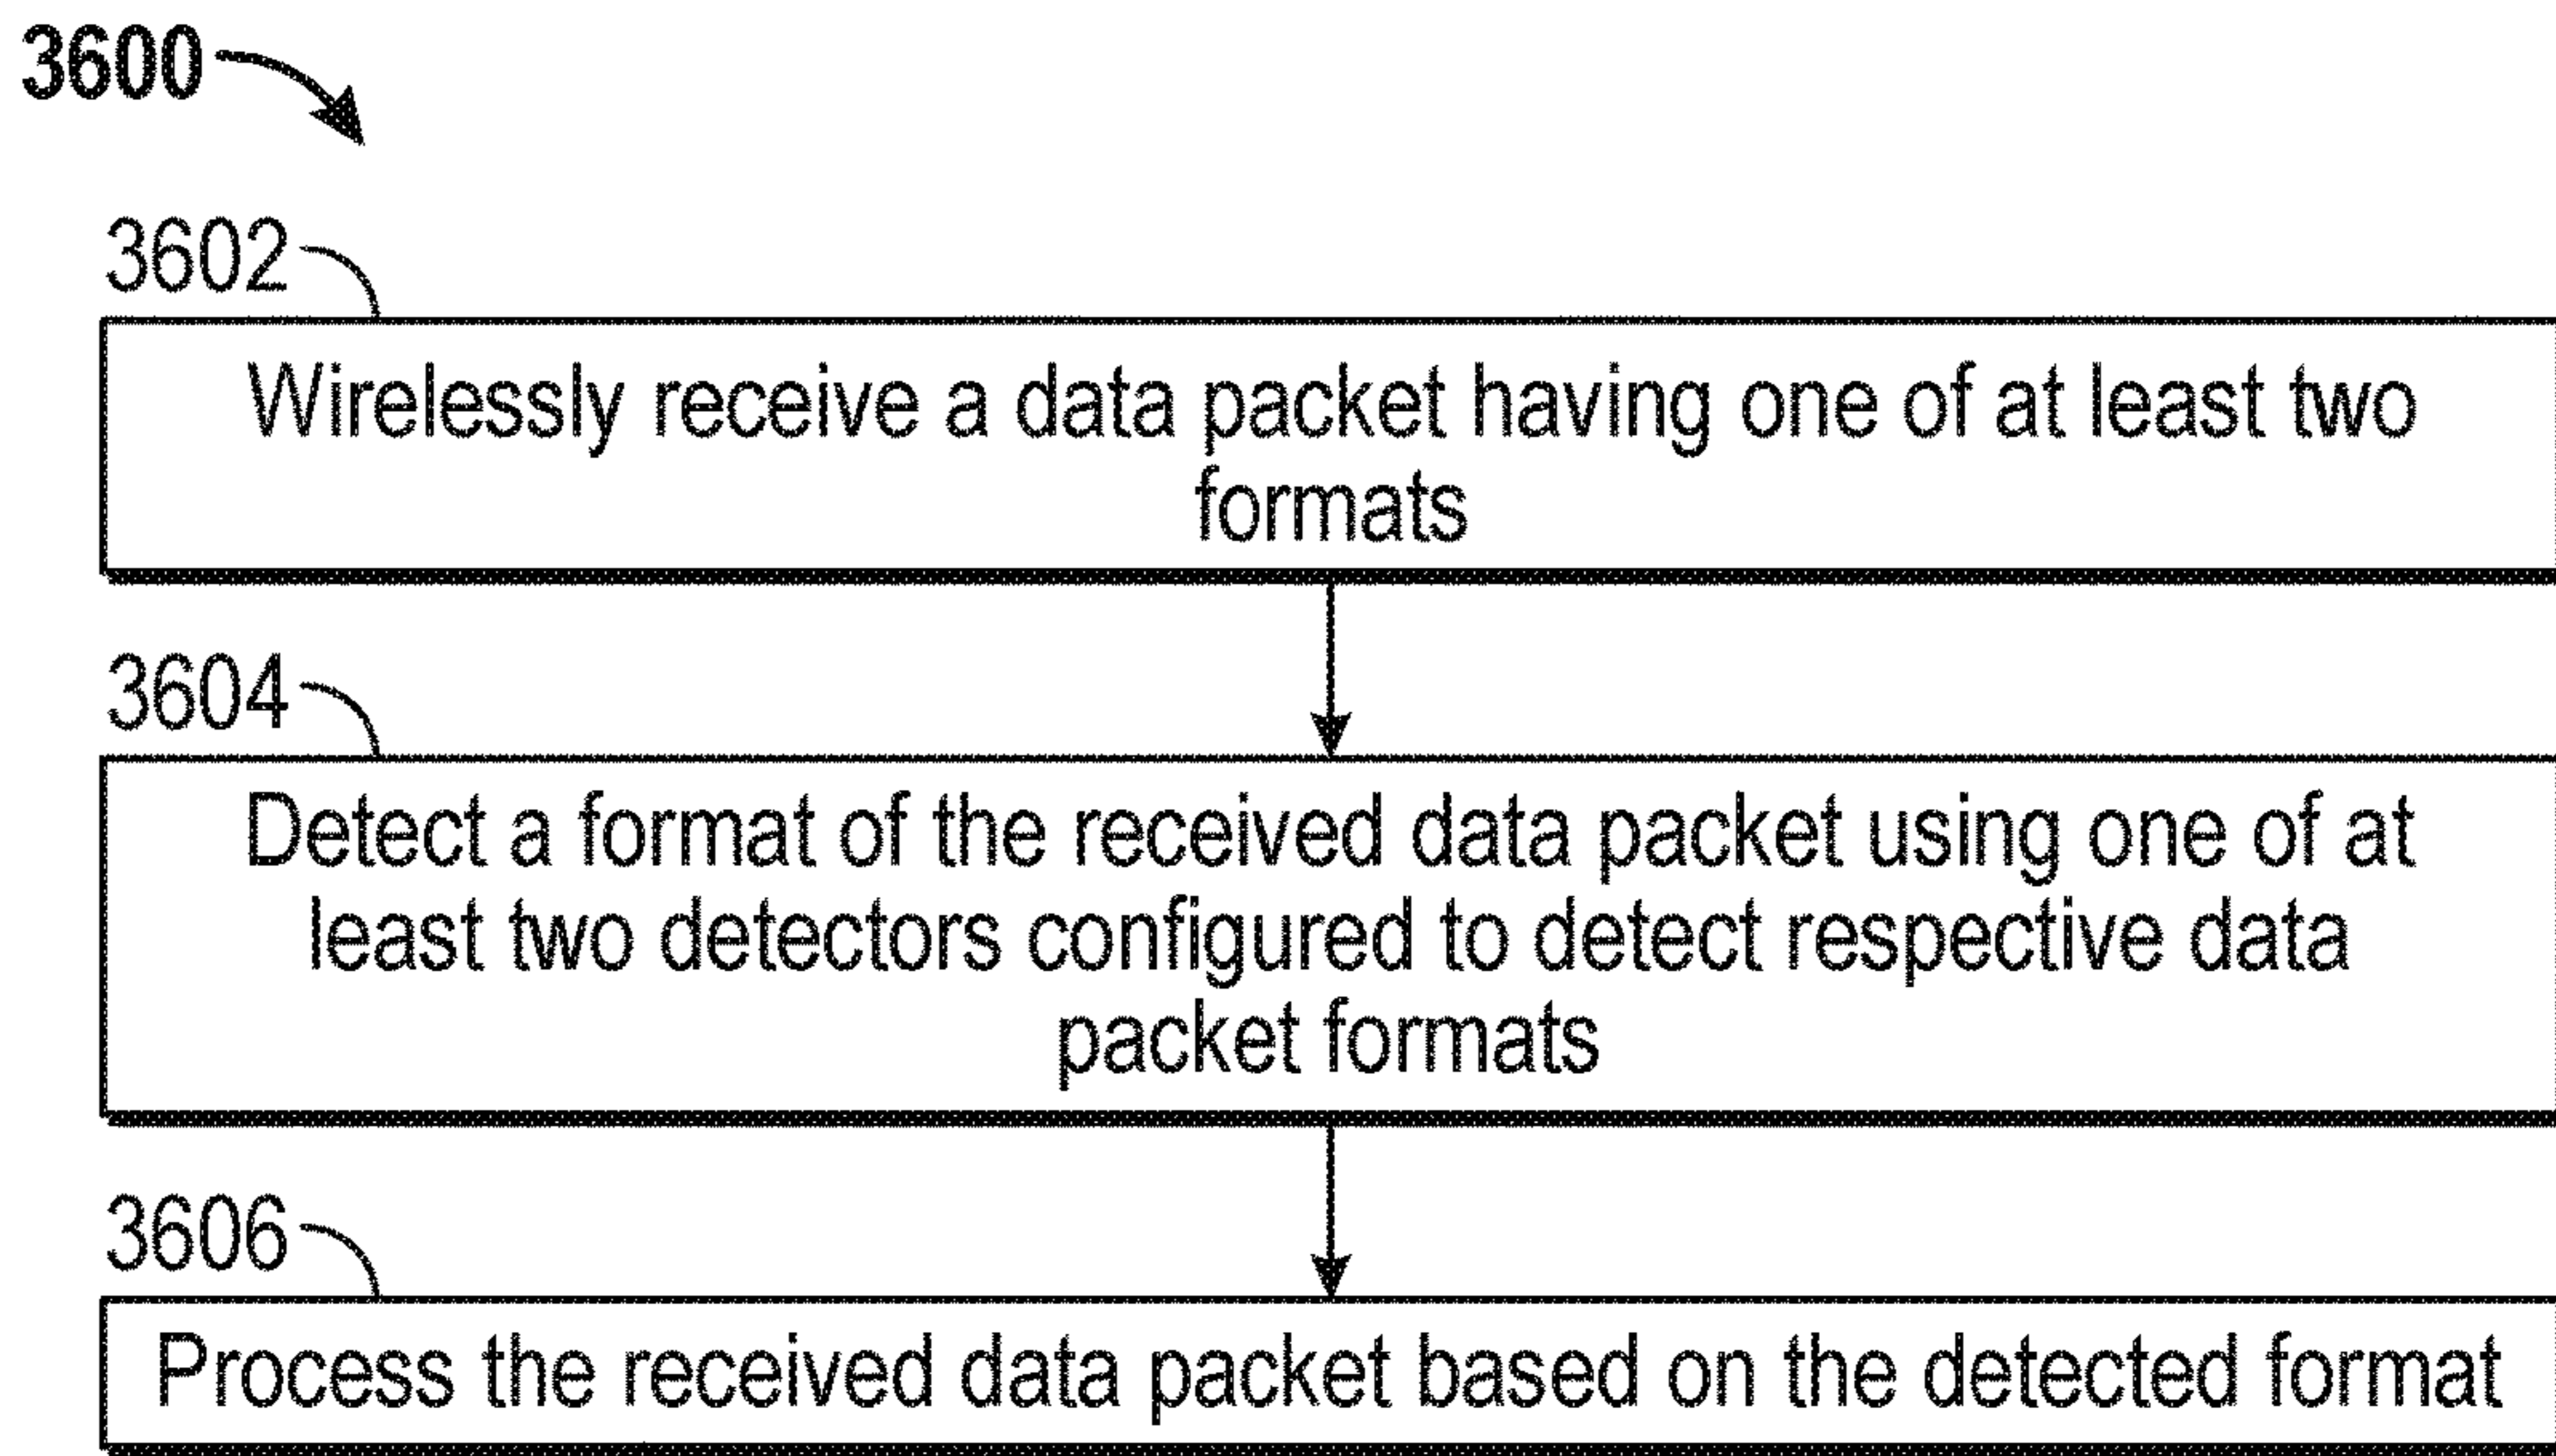 3600
3602
Wirelessly receive a data packet having one of at least two
formats
3604
Detect a format of the received data packet using one of at
least two detectors configured to detect respective data
packet formats
3606
Process the received data packet based on the detected format